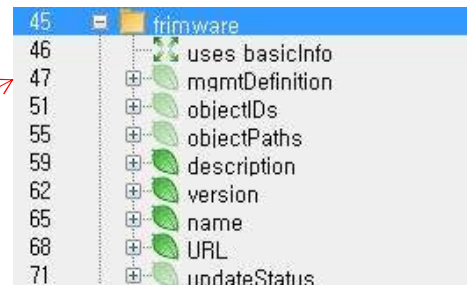 45 frimware
46 uses basicInfo
47 mgmtDefinition
51 objectIDs
55 objectPaths
59 description
62 version
65 name
68 URL
71 updateStatus